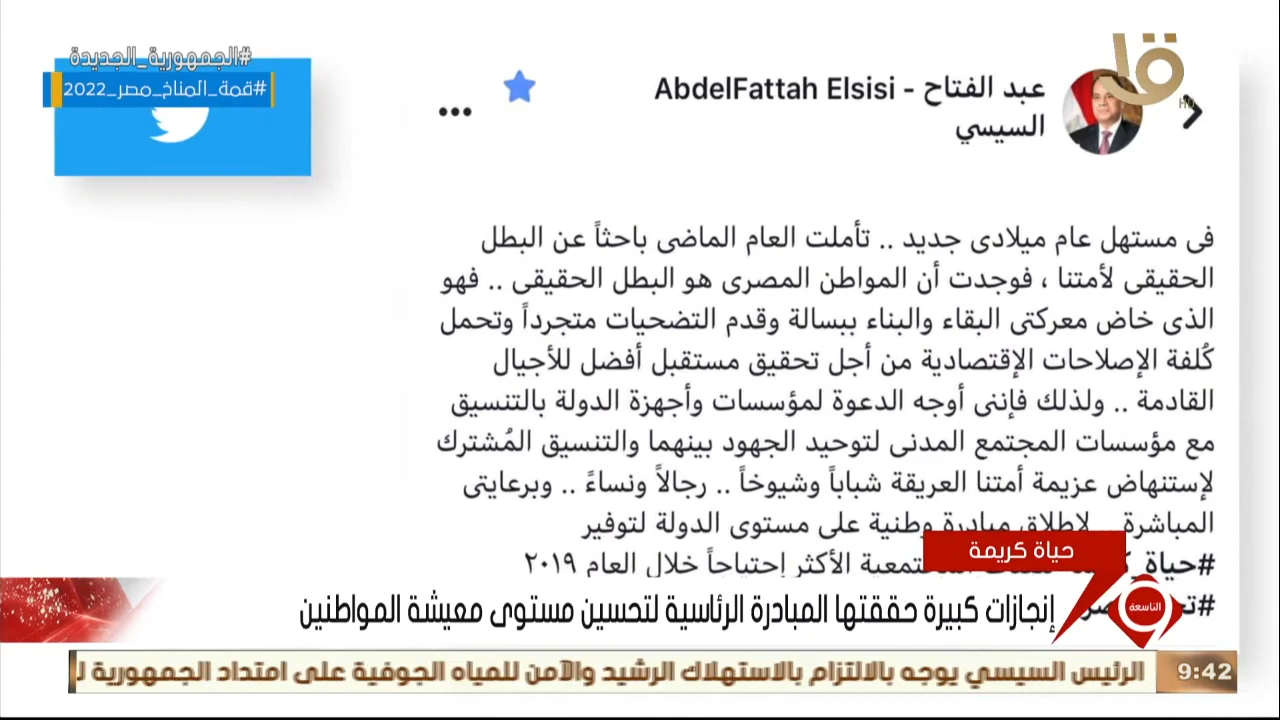 #الجمهورية_الجديدة
#قمة_المناخ_مصر_2022
AbdelFattah Elsisi - عبد الفتاح
السيسي
HD
فى مستهل عام ميلادى جديد .. تأملت العام الماضى باحثاً عن البطل
الحقيقى لأمتنا ، فوجدت أن المواطن المصرى هو البطل الحقيقى .. فهو
الذى خاض معركتى البقاء والبناء ببسالة وقدم التضحيات متجرداً وتحمل
كُلفة الإصلاحات الإقتصادية من أجل تحقيق مستقبل أفضل للأجيال
القادمة .. ولذلك فإننى أوجه الدعوة لمؤسسات وأجهزة الدولة بالتنسيق
مع مؤسسات المجتمع المدنى لتوحيد الجهود بينهما والتنسيق المُشترك
لإستنهاض عزيمة أمتنا العريقة شباباً وشيوخاً .. رجالاً ونساءً .. وبرعايتى
المباشرة .. لإطلاق مبادرة وطنية على مستوى الدولة لتوفير
#حياة الأكثر إحتياجاً خلال العام ٢٠١٩
حياة كريمة
إنجازات كبيرة حققتها المبادرة الرئاسية لتحسين مستوى معيشة المواطنين
التاسعة
الرئيس السيسي يوجه بالالتزام بالاستهلاك الرشيد والآمن للمياه الجوفية على امتداد الجمهورية
9:42